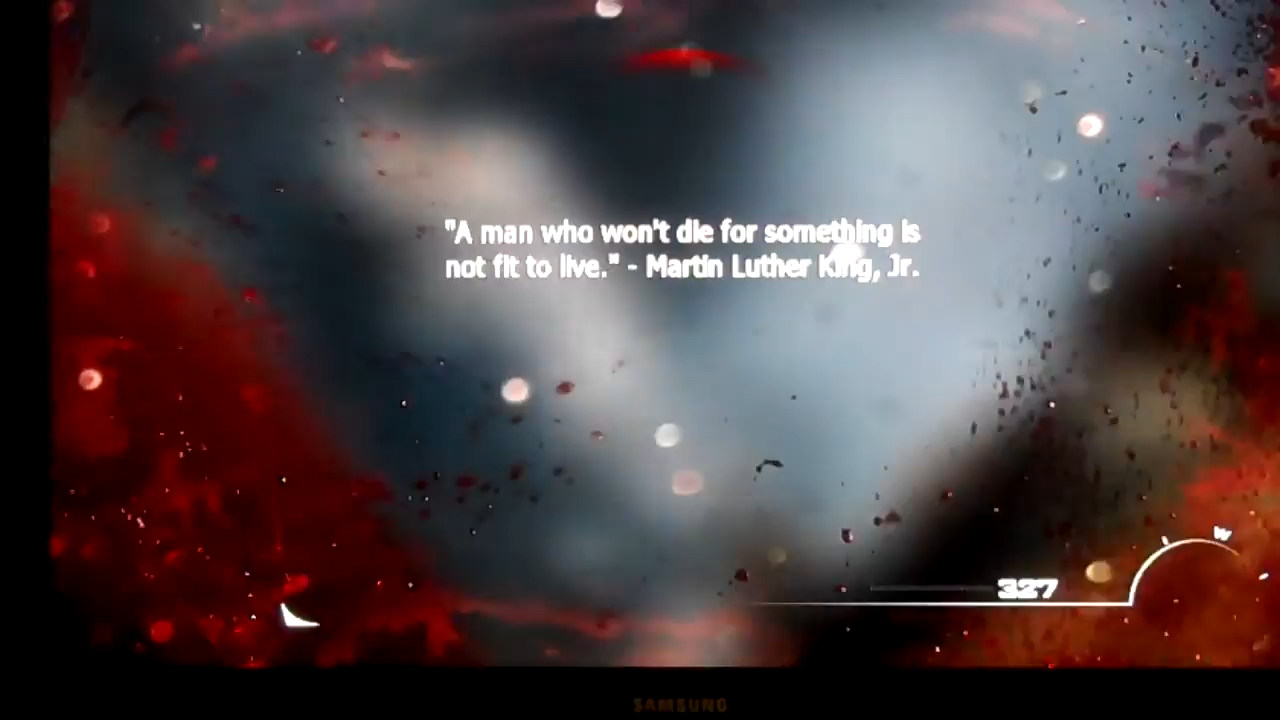 "A man who won't die for something is
not fit to live." - Martin Luther King, Jr.
327
W
SAMSUNG